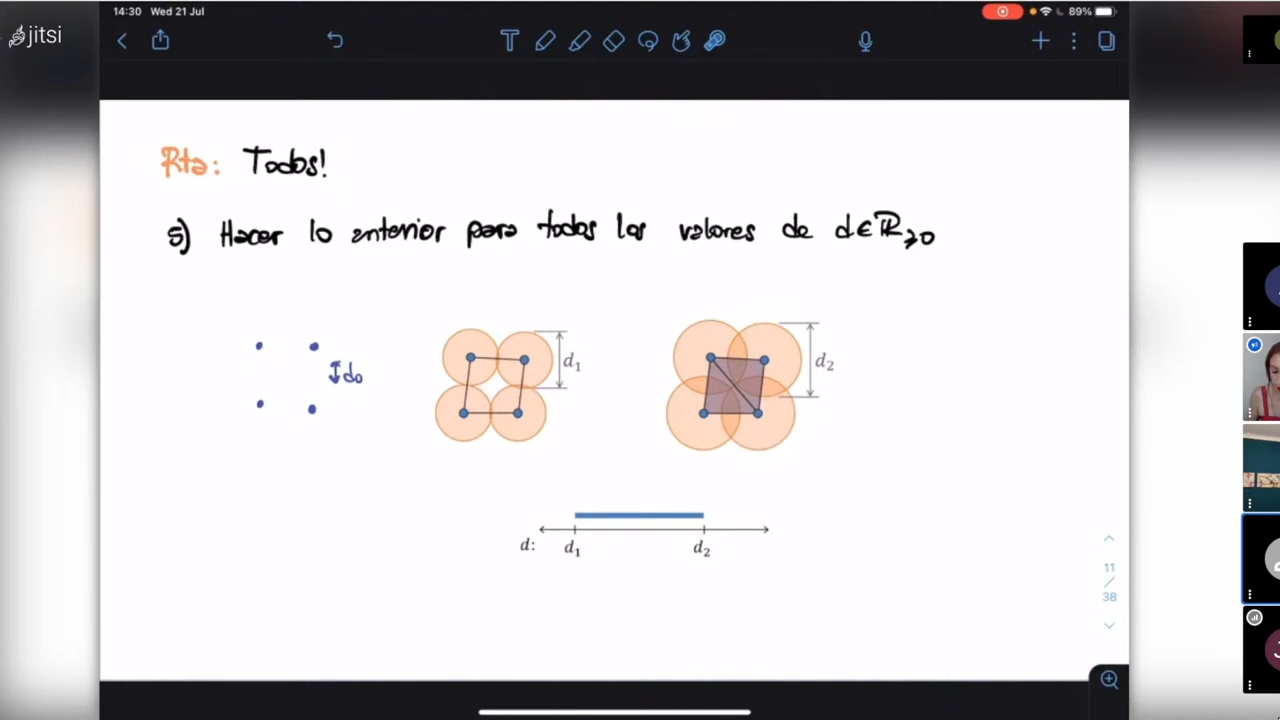 14:30 Wed 21 Jul
89%
jitsi
Rta: Todos!
5) Hacer lo anterior para todos los valores de d∈ℝ≥0
d0
d1
d2
d: d1 d2
11
/
38